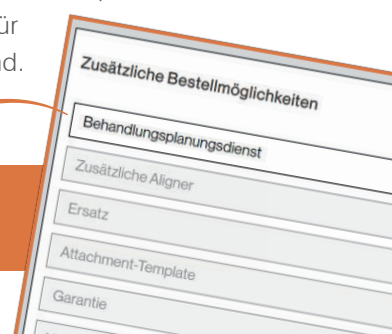 ür
nd.
Zusätzliche Bestellmöglichkeiten
Behandlungsplanungsdienst
Zusätzliche Aligner
Ersatz
Attachment-Template
Garantie